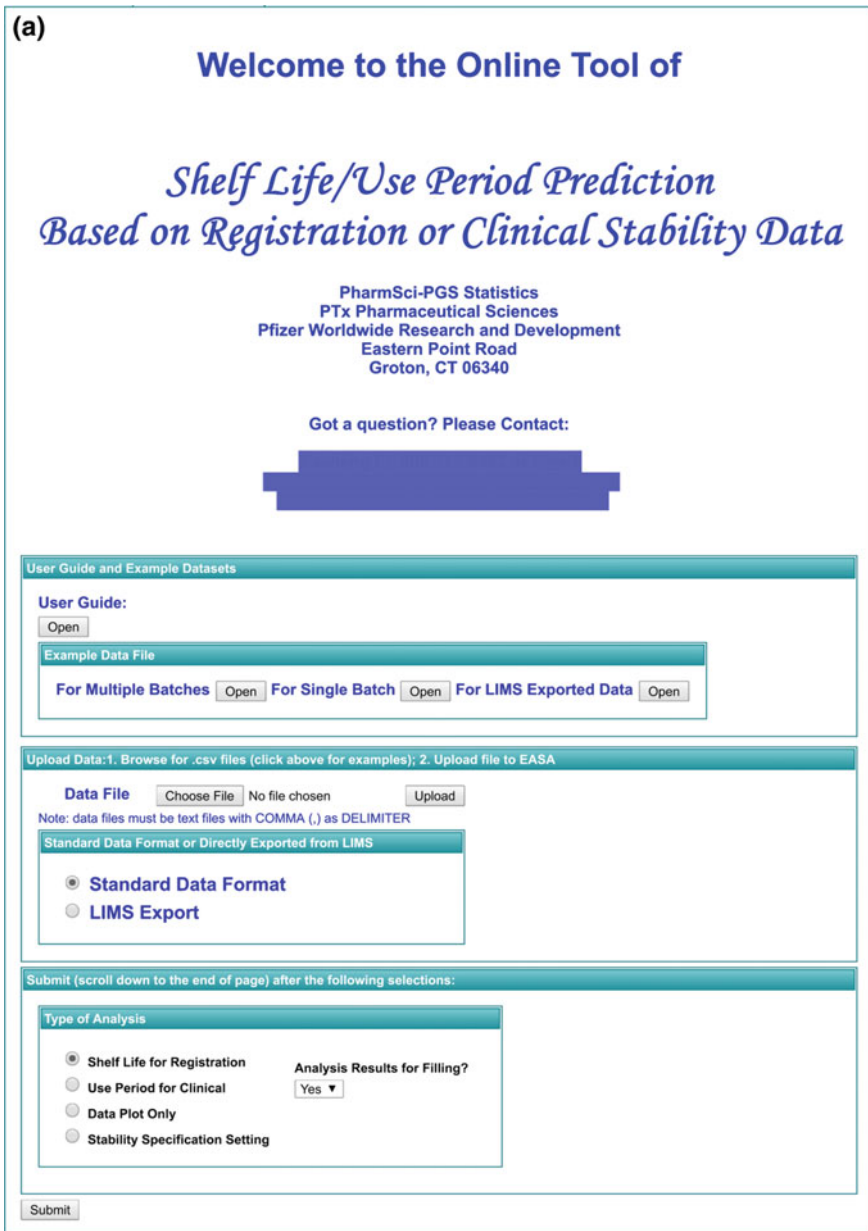 (a)
Welcome to the Online Tool of
Shelf Life/Use Period Prediction
Based on Registration or Clinical Stability Data
PharmSci-PGS Statistics
PTx Pharmaceutical Sciences
Pfizer Worldwide Research and Development
Eastern Point Road
Groton, CT 06340
Got a question? Please Contact:
User Guide and Example Datasets
User Guide:
Open
Example Data File
For Multiple Batches Open For Single Batch Open For LIMS Exported Data Open
Upload Data:1. Browse for .csv files (click above for examples); 2. Upload file to EASA
Data File Choose File No file chosen Upload
Note: data files must be text files with COMMA (,) as DELIMITER
Standard Data Format or Directly Exported from LIMS
Standard Data Format
LIMS Export
Submit (scroll down to the end of page) after the following selections:
Type of Analysis
Shelf Life for Registration
Analysis Results for Filling?
Use Period for Clinical
Yes ▼
Data Plot Only
Stability Specification Setting
Submit